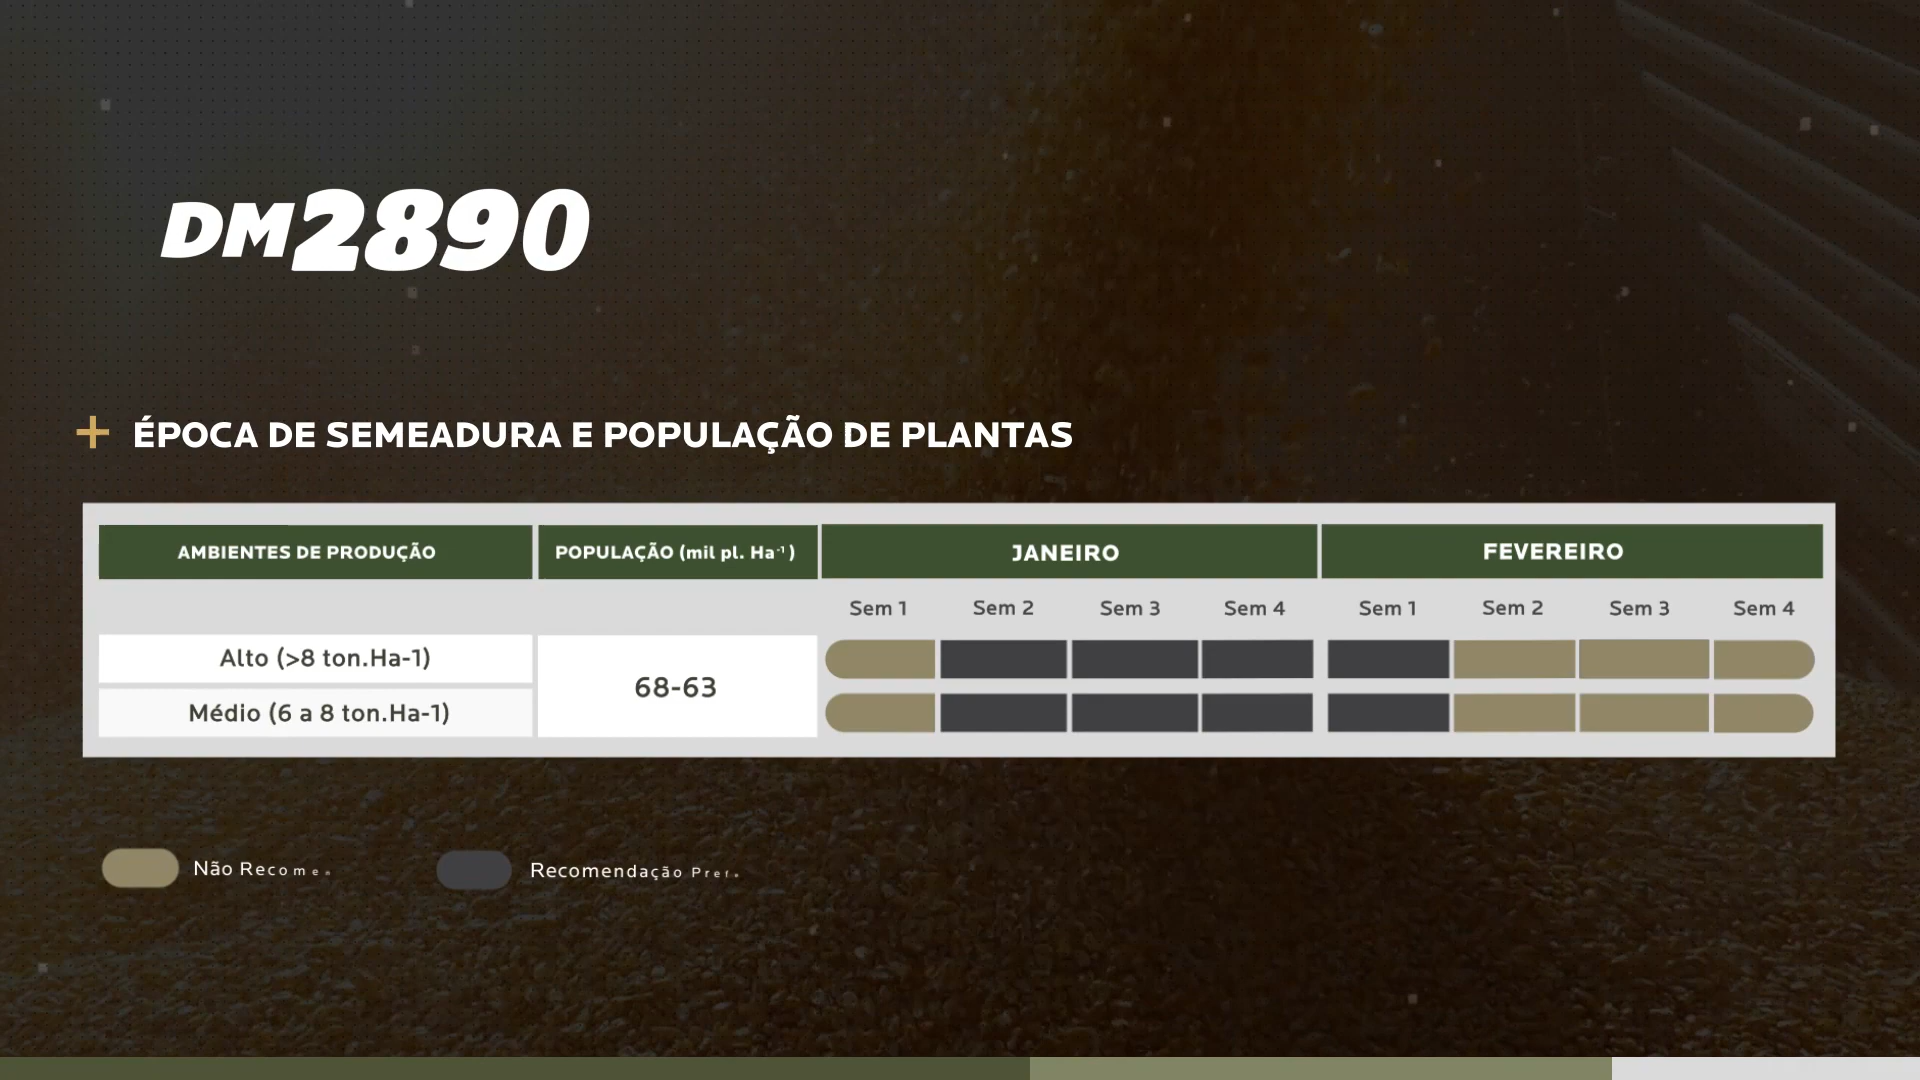 DM2890
ÉPOCA DE SEMEADURA E POPULAÇÃO DE PLANTAS
AMBIENTES DE PRODUÇÃO POPULAÇÃO (mil pl. Ha⁻¹) JANEIRO FEVEREIRO
Sem 1 Sem 2 Sem 3 Sem 4 Sem 1 Sem 2 Sem 3 Sem 4
Alto (>8 ton.Ha-1)
68-63
Médio (6 a 8 ton.Ha-1)
Não Recomen
Recomendação Pref